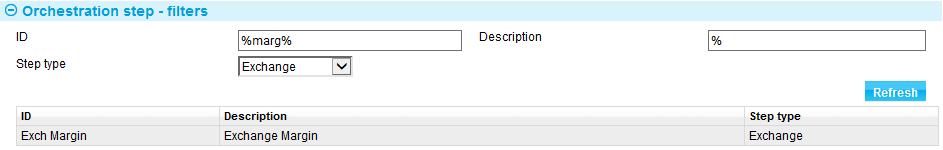 Orchestration step - filters
ID %marg% Description %
Step type Exchange
Refresh
ID Description Step type
Exch Margin Exchange Margin Exchange